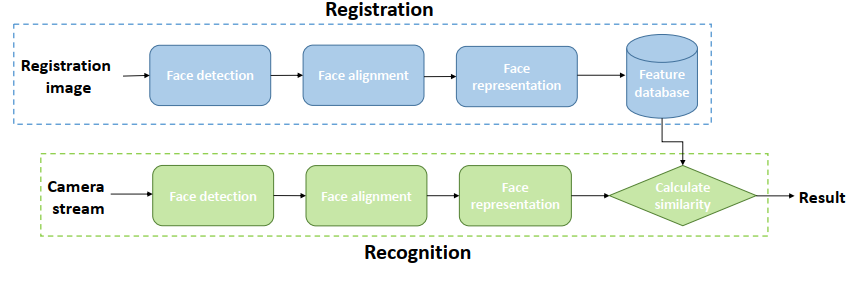 Registration
Registration
image
Face detection
Face alignment
Face
representation
Feature
database
Camera
stream
Face detection
Face alignment
Face
representation
Calculate
similarity
Result
Recognition